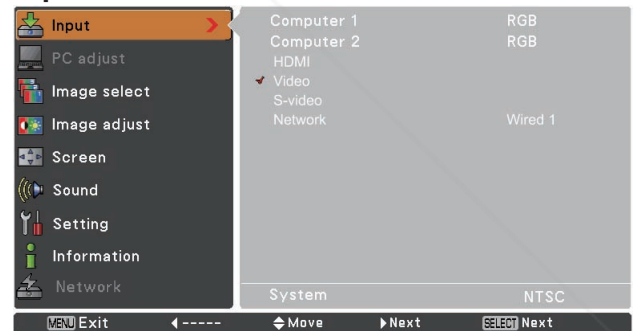 Input
PC adjust
Image select
Image adjust
Screen
Sound
Setting
Information
Network
Computer 1 RGB
Computer 2 RGB
HDMI
Video
S-video
Network Wired 1
System NTSC
MENU Exit ----- Move Next SELECT Next